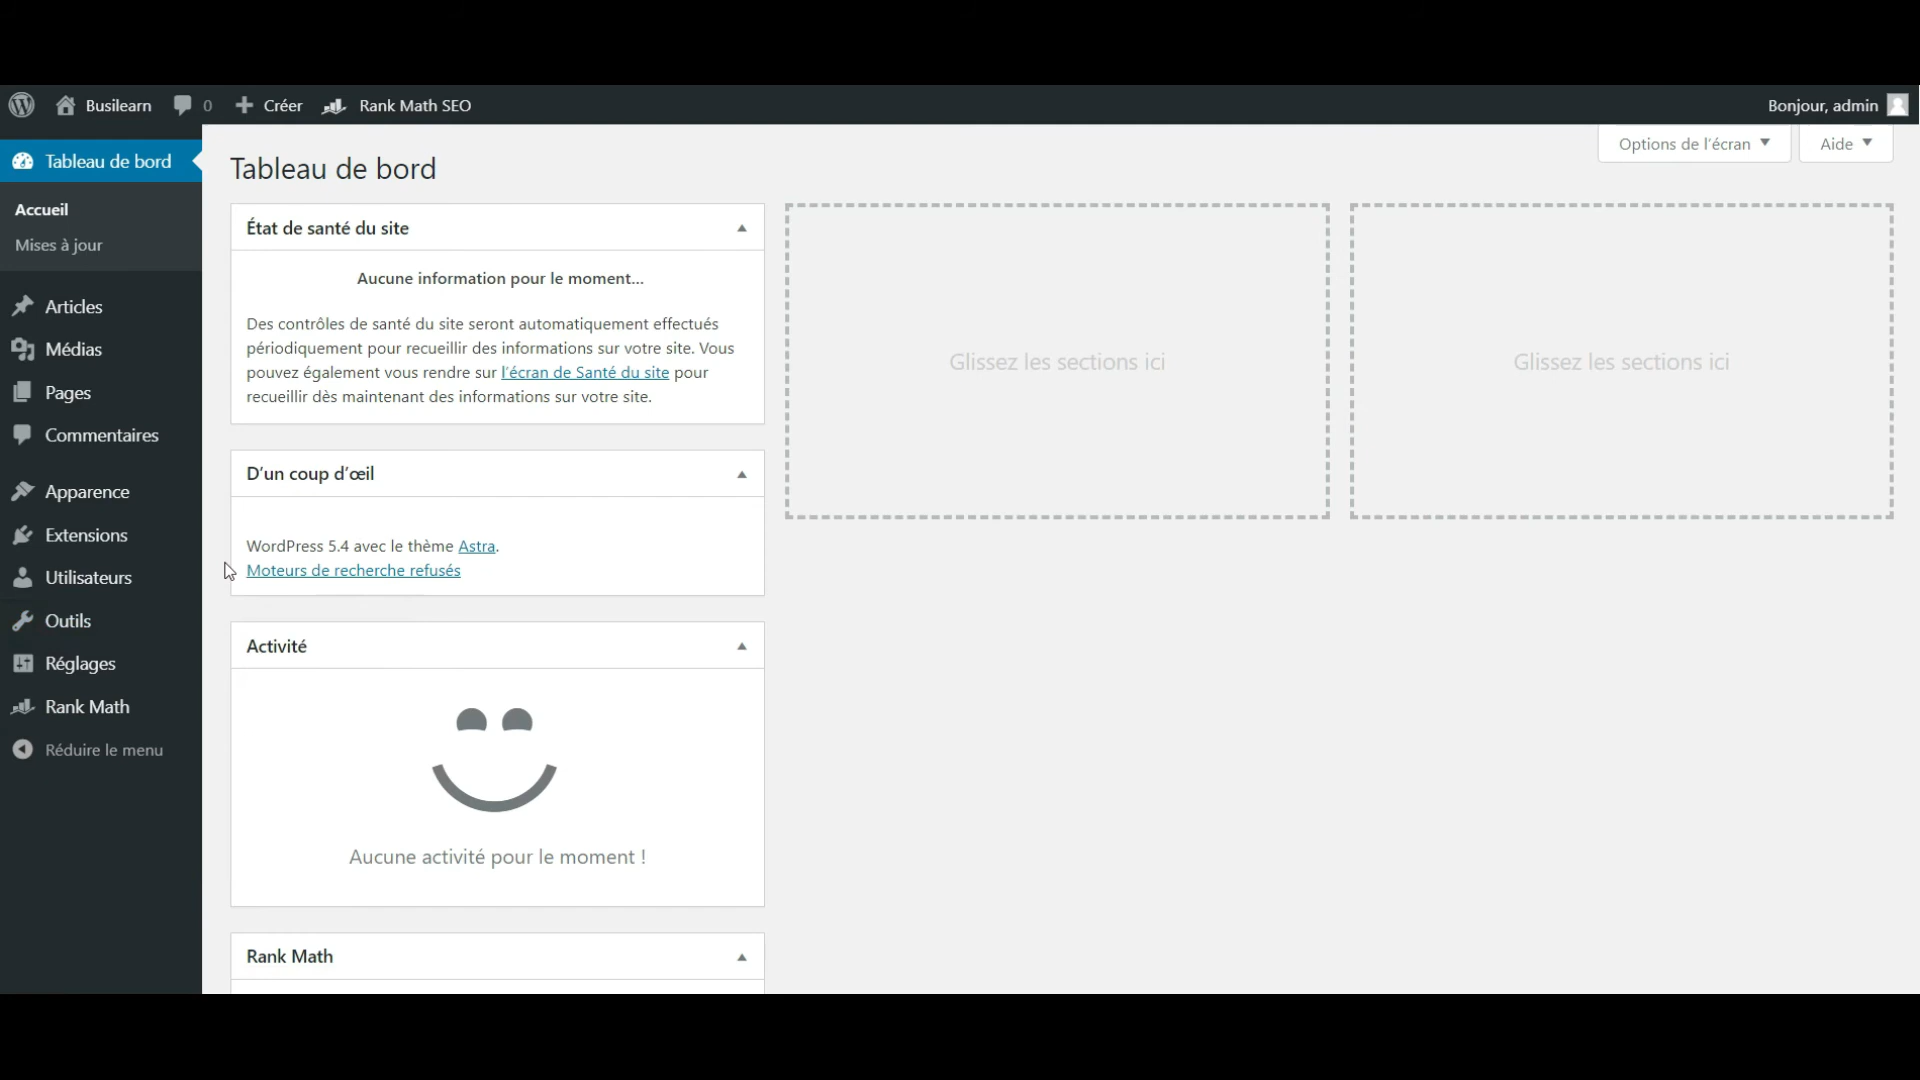 Busilearn 0 Créer Rank Math SEO Bonjour, admin
Tableau de bord
Accueil
Mises à jour
Articles
Médias
Pages
Commentaires
Apparence
Extensions
Utilisateurs
Outils
Réglages
Rank Math
Réduire le menu
Options de l'écran Aide
Tableau de bord
État de santé du site
Aucune information pour le moment…
Des contrôles de santé du site seront automatiquement effectués
périodiquement pour recueillir des informations sur votre site. Vous
pouvez également vous rendre sur l'écran de Santé du site pour
recueillir dès maintenant des informations sur votre site.
D'un coup d'œil
WordPress 5.4 avec le thème Astra.
Moteurs de recherche refusés
Activité
Aucune activité pour le moment !
Rank Math
Glissez les sections ici
Glissez les sections ici